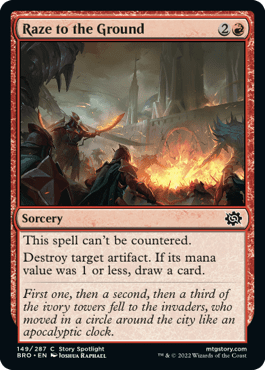 Raze to the Ground 2
Sorcery
This spell can't be countered.
Destroy target artifact. If its mana
value was 1 or less, draw a card.
First one, then a second, then a third of
the ivory towers fell to the invaders, who
moved in a circle around the city like an
apocalyptic clock.
149/287 C Story Spotlight
BRO • EN Joshua Raphael
mtgstory.com
™ & © 2022 Wizards of the Coast